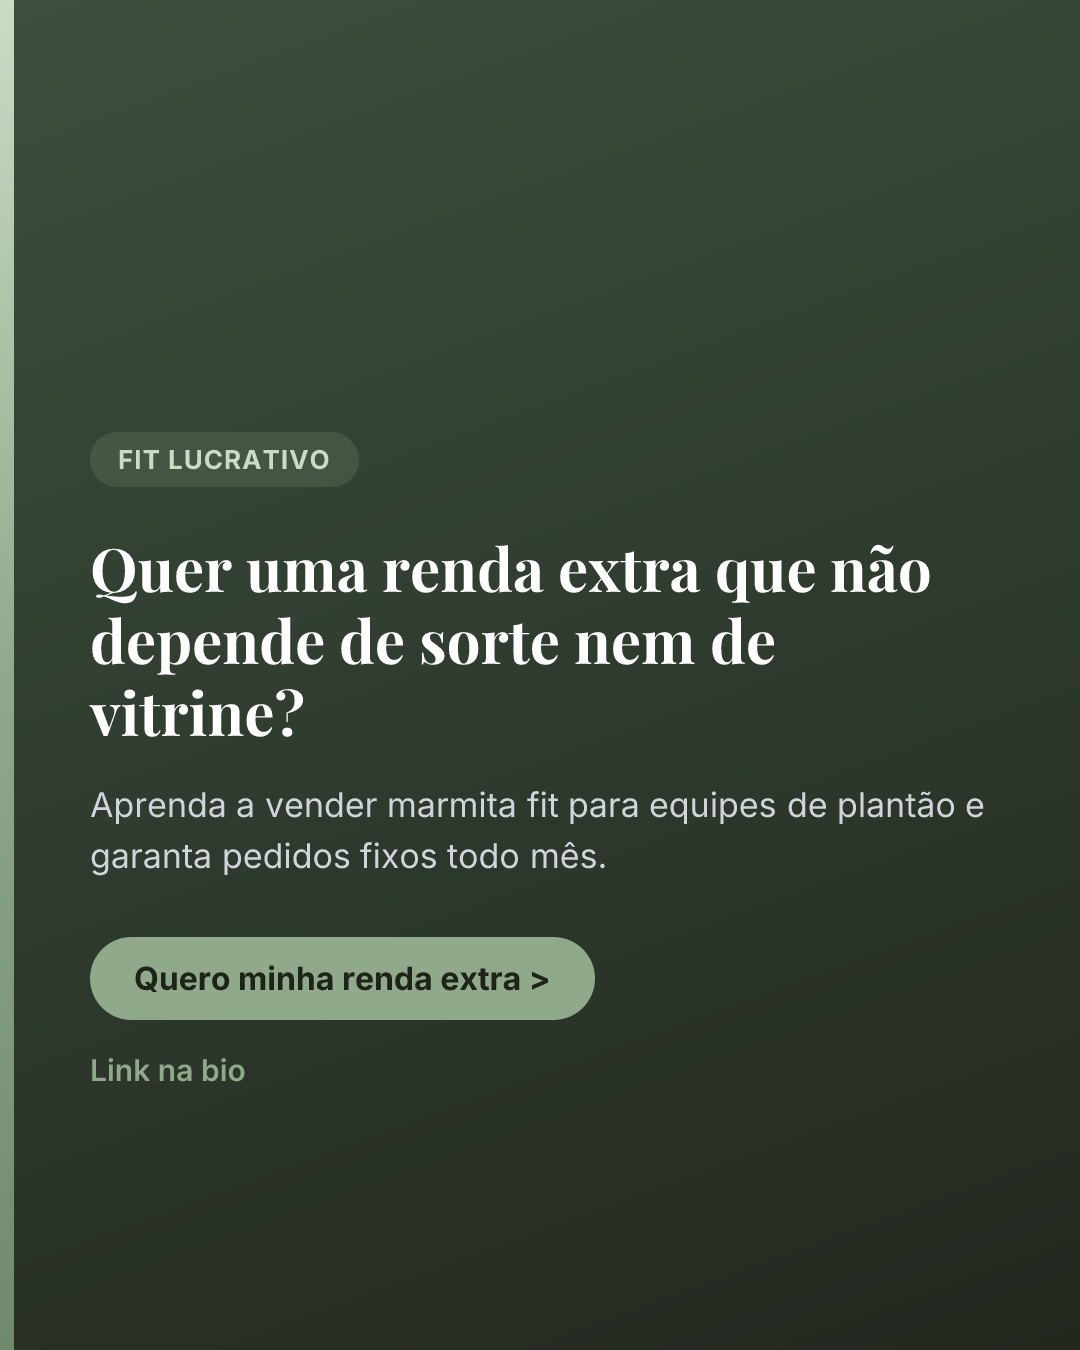 FIT LUCRATIVO
Quer uma renda extra que não
depende de sorte nem de
vitrine?
Aprenda a vender marmita fit para equipes de plantão e
garanta pedidos fixos todo mês.
Quero minha renda extra >
Link na bio